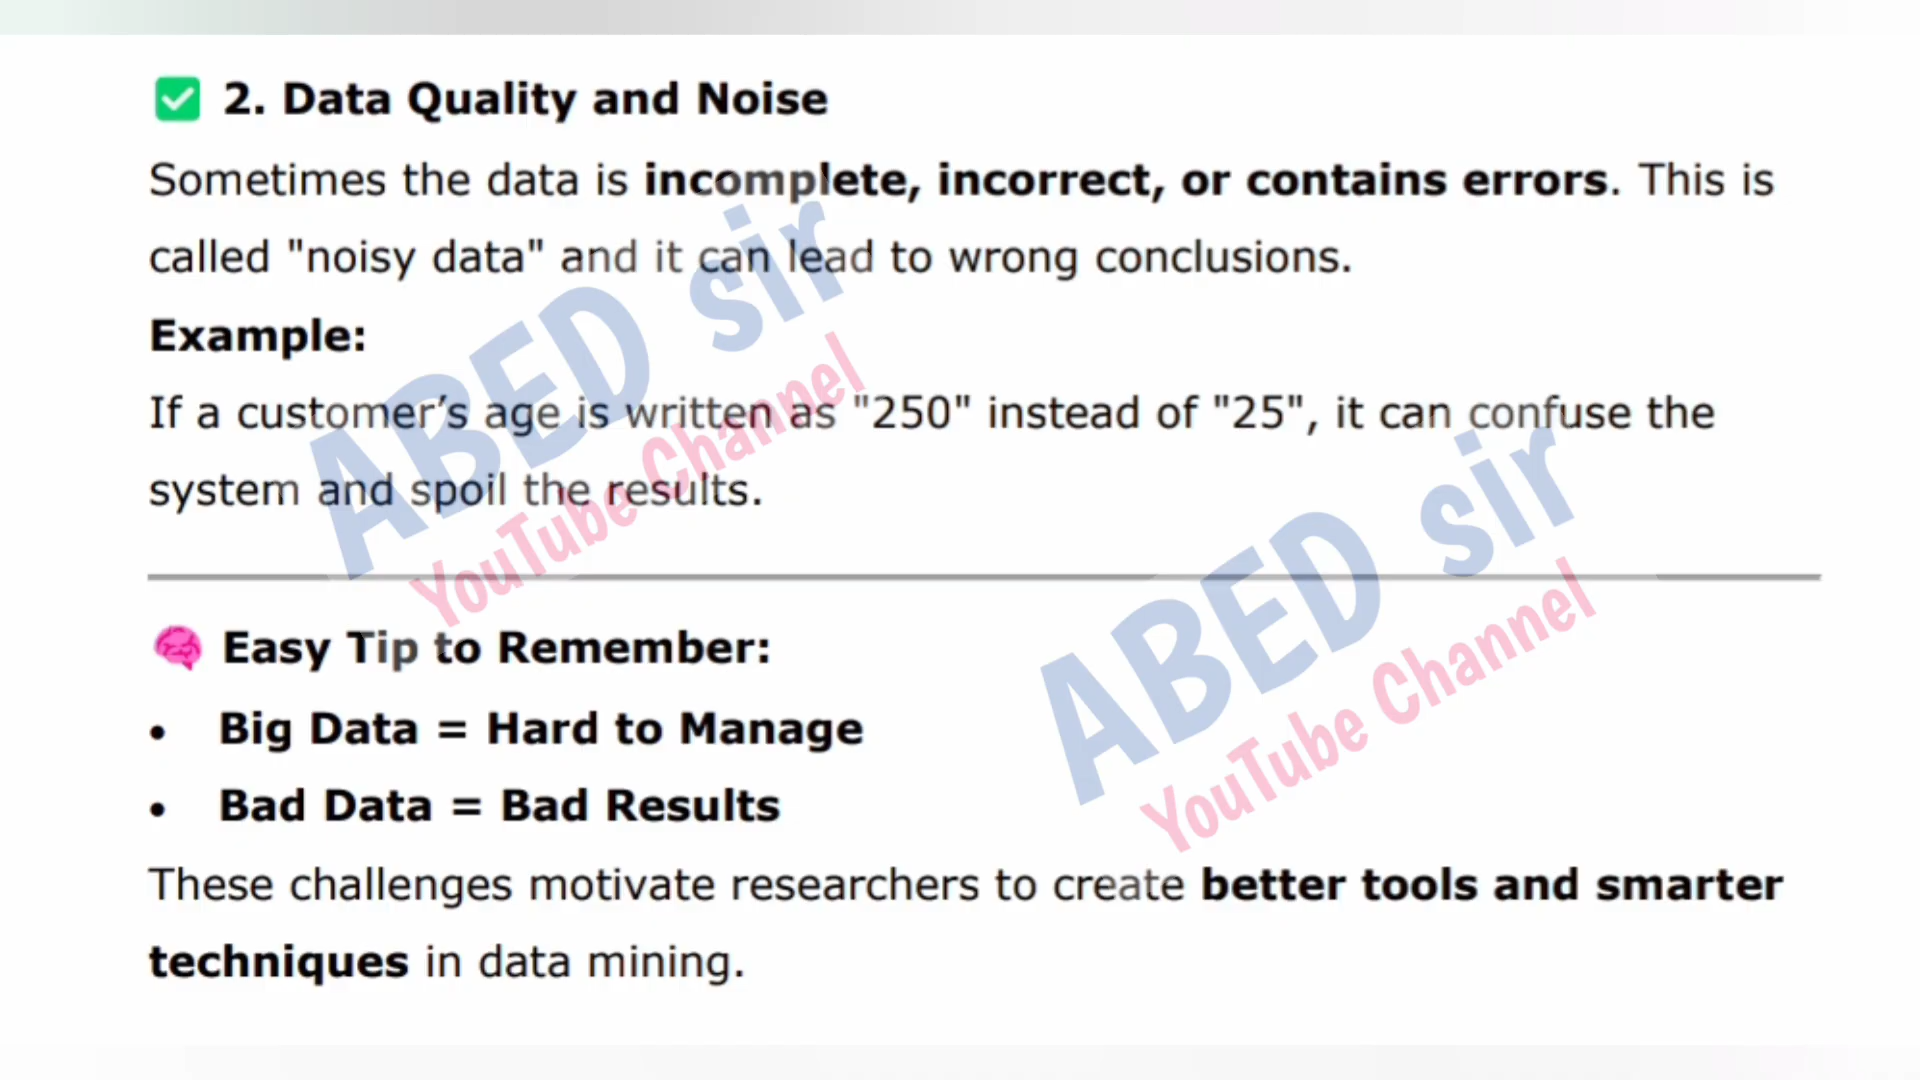 ✅ 2. Data Quality and Noise
Sometimes the data is incomplete, incorrect, or contains errors. This is
called "noisy data" and it can lead to wrong conclusions.
Example:
If a customer’s age is written as "250" instead of "25", it can confuse the
system and spoil the results.
🧠 Easy Tip to Remember:
• Big Data = Hard to Manage
• Bad Data = Bad Results
These challenges motivate researchers to create better tools and smarter
techniques in data mining.
ABED sir
YouTube Channel
ABED sir
YouTube Channel